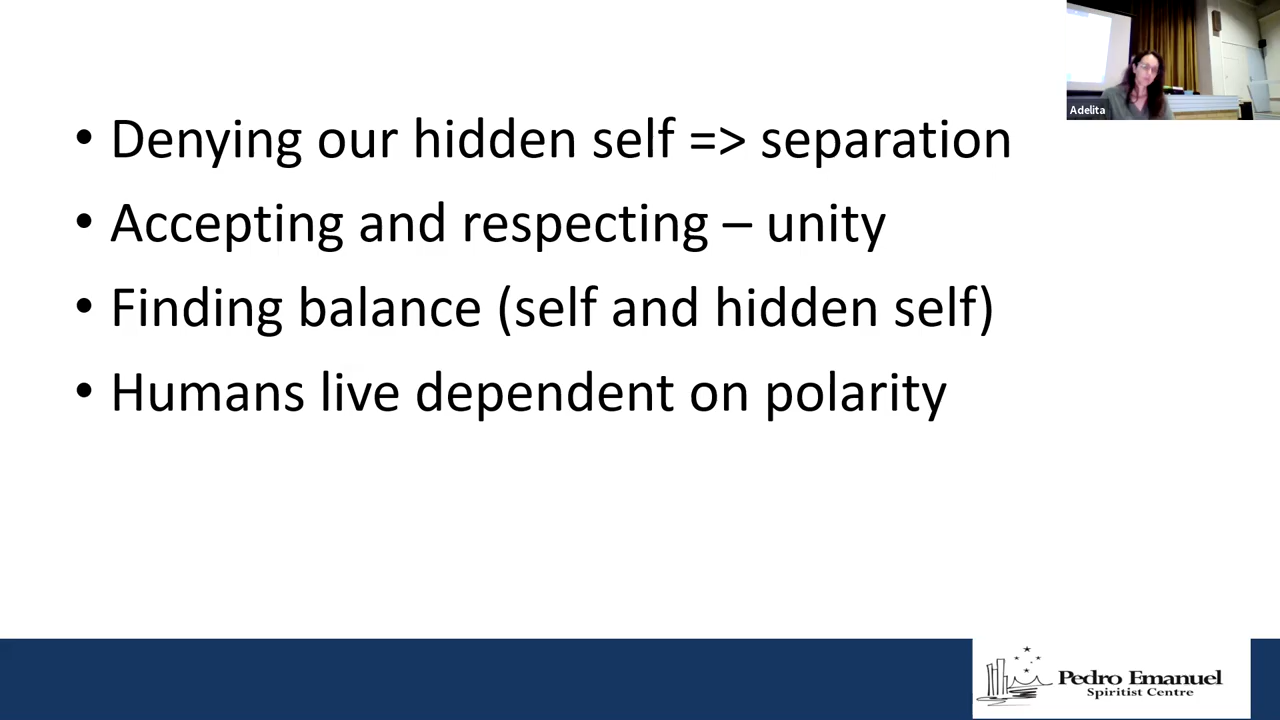 Adelita
• Denying our hidden self => separation
• Accepting and respecting – unity
• Finding balance (self and hidden self)
• Humans live dependent on polarity
Pedro Emanuel
Spiritist Centre